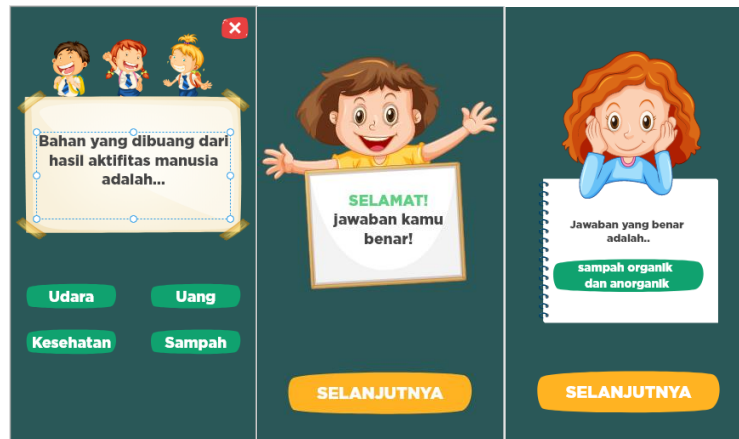 Bahan yang dibuang dari
hasil aktifitas manusia
adalah...
Udara
Uang
Kesehatan
Sampah
SELAMAT!
jawaban kamu
benar!
SELANJUTNYA
Jawaban yang benar
adalah..
sampah organik
dan anorganik
SELANJUTNYA